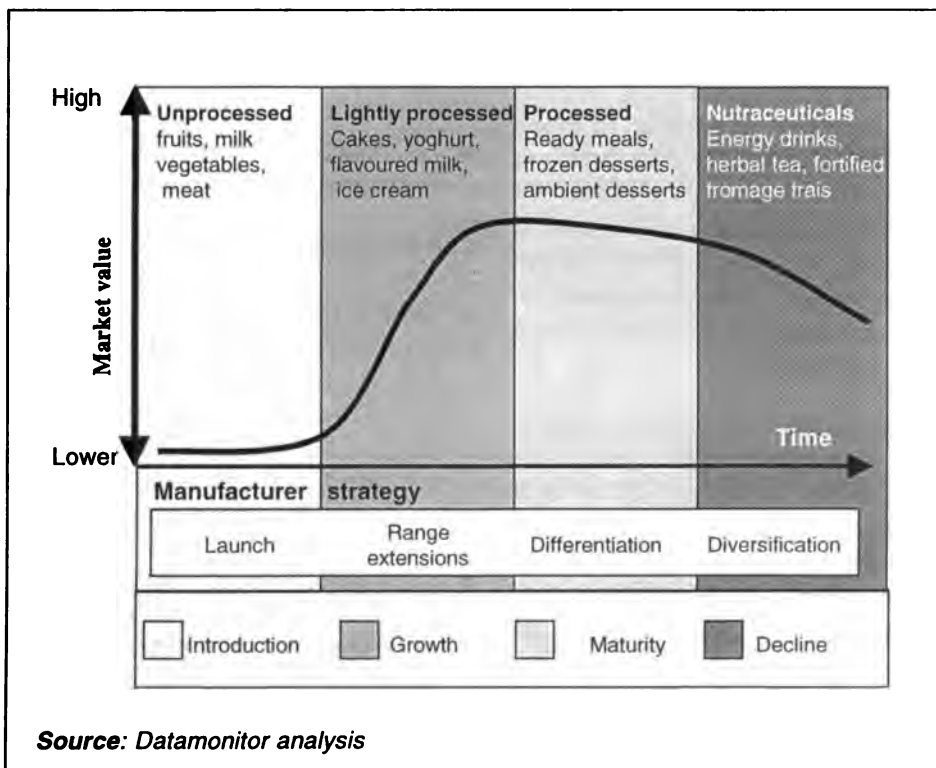 High
Unprocessed
fruits, milk
vegetables,
meat
Lightly processed
Cakes, yoghurt,
flavoured milk,
ice cream
Processed
Ready meals,
frozen desserts,
ambient desserts
Nutraceuticals
Energy drinks,
herbal tea, fortified
fromage trais
Market value
Time
Lower
Manufacturer strategy
Launch
Range
extensions
Differentiation
Diversification
Introduction
Growth
Maturity
Decline
Source: Datamonitor analysis